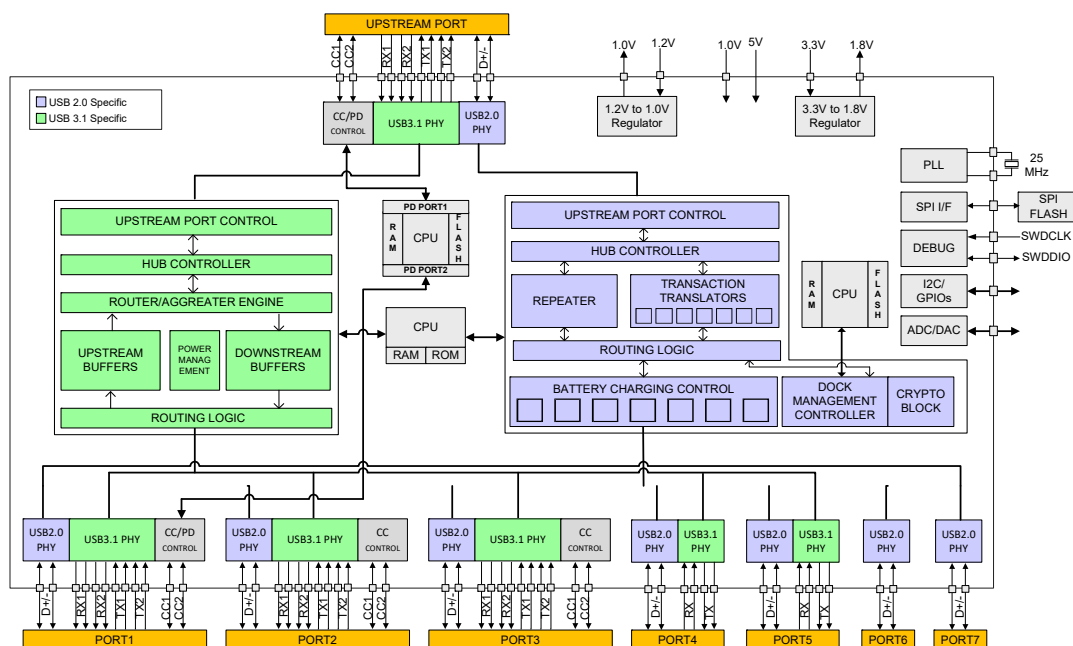 UPSTREAM PORT
CC1
CC2
RX1
RX2
TX1
TX2
D+/-
1.0V
1.2V
1.0V
5V
3.3V
1.8V
USB 2.0 Specific
USB 3.1 Specific
CC/PD
CONTROL
USB3.1 PHY
USB2.0
PHY
1.2V to 1.0V
Regulator
3.3V to 1.8V
Regulator
PLL
25
MHz
SPI I/F
SPI
FLASH
DEBUG
SWDCLK
SWDDIO
I2C/
GPIOs
ADC/DAC
UPSTREAM PORT CONTROL
HUB CONTROLLER
ROUTER/AGGREATER ENGINE
UPSTREAM
BUFFERS
POWER
MANAG
EMENT
DOWNSTREAM
BUFFERS
ROUTING LOGIC
PD PORT1
RAM
CPU
FLASH
PD PORT2
CPU
RAM
ROM
UPSTREAM PORT CONTROL
HUB CONTROLLER
REPEATER
TRANSACTION
TRANSLATORS
ROUTING LOGIC
BATTERY CHARGING CONTROL
RAM
CPU
FLASH
DOCK
MANAGEMENT
CONTROLLER
CRYPTO
BLOCK
USB2.0
PHY
USB3.1 PHY
CC/PD
CONTROL
USB2.0
PHY
USB3.1 PHY
CC
CONTROL
USB2.0
PHY
USB3.1 PHY
CC
CONTROL
USB2.0
PHY
USB3.1
PHY
USB2.0
PHY
USB3.1
PHY
USB2.0
PHY
USB2.0
PHY
D+/-
RX1
RX2
TX1
TX2
CC1
CC2
D+/-
RX1
RX2
TX1
TX2
CC1
CC2
D+/-
RX1
RX2
TX1
TX2
CC1
CC2
D+/-
RX
TX
D+/-
RX
TX
D+/-
D+/-
PORT1
PORT2
PORT3
PORT4
PORT5
PORT6
PORT7